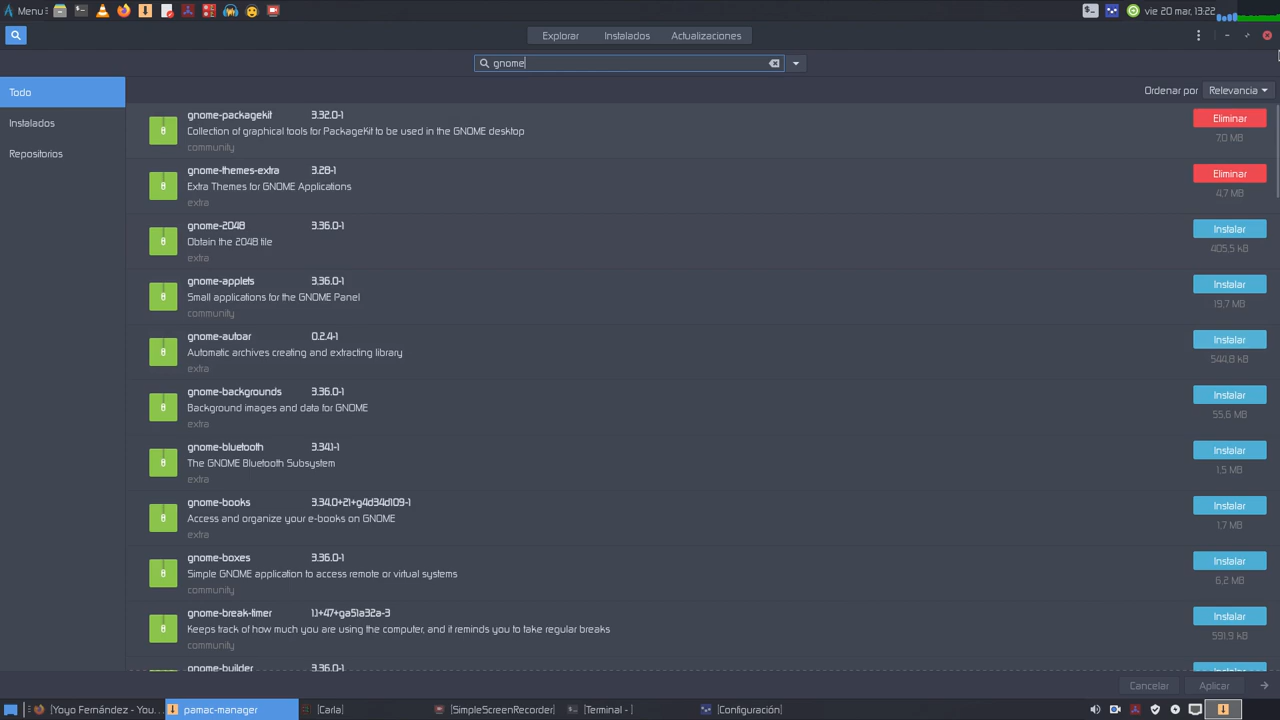 Menu
vie 20 mar, 13:22
Explorar Instalados Actualizaciones
gnome
Todo
Instalados
Repositorios
Ordenar por Relevancia
gnome-packagekit 3.32.0-1
Collection of graphical tools for PackageKit to be used in the GNOME desktop
community
Eliminar
7,0 MB
gnome-themes-extra 3.28-1
Extra Themes for GNOME Applications
extra
Eliminar
4,7 MB
gnome-2048 3.36.0-1
Obtain the 2048 tile
extra
Instalar
405,5 kB
gnome-applets 3.36.0-1
Small applications for the GNOME Panel
community
Instalar
19,7 MB
gnome-autoar 0.2.4-1
Automatic archives creating and extracting library
extra
Instalar
544,8 kB
gnome-backgrounds 3.36.0-1
Background images and data for GNOME
extra
Instalar
55,6 MB
gnome-bluetooth 3.34.1-1
The GNOME Bluetooth Subsystem
extra
Instalar
1,5 MB
gnome-books 3.34.0+21+g4d34d109-1
Access and organize your e-books on GNOME
extra
Instalar
1,7 MB
gnome-boxes 3.36.0-1
Simple GNOME application to access remote or virtual systems
community
Instalar
6,2 MB
gnome-break-timer 1.1+47+ga51a32a-3
Keeps track of how much you are using the computer, and it reminds you to take regular breaks
community
Instalar
591,9 kB
gnome-builder 3.36.0-1
Instalar
Cancelar Aplicar
[Yoyo Fernández - You... pamac-manager [Carla] [SimpleScreenRecorder] [Terminal - ] [Configuración]